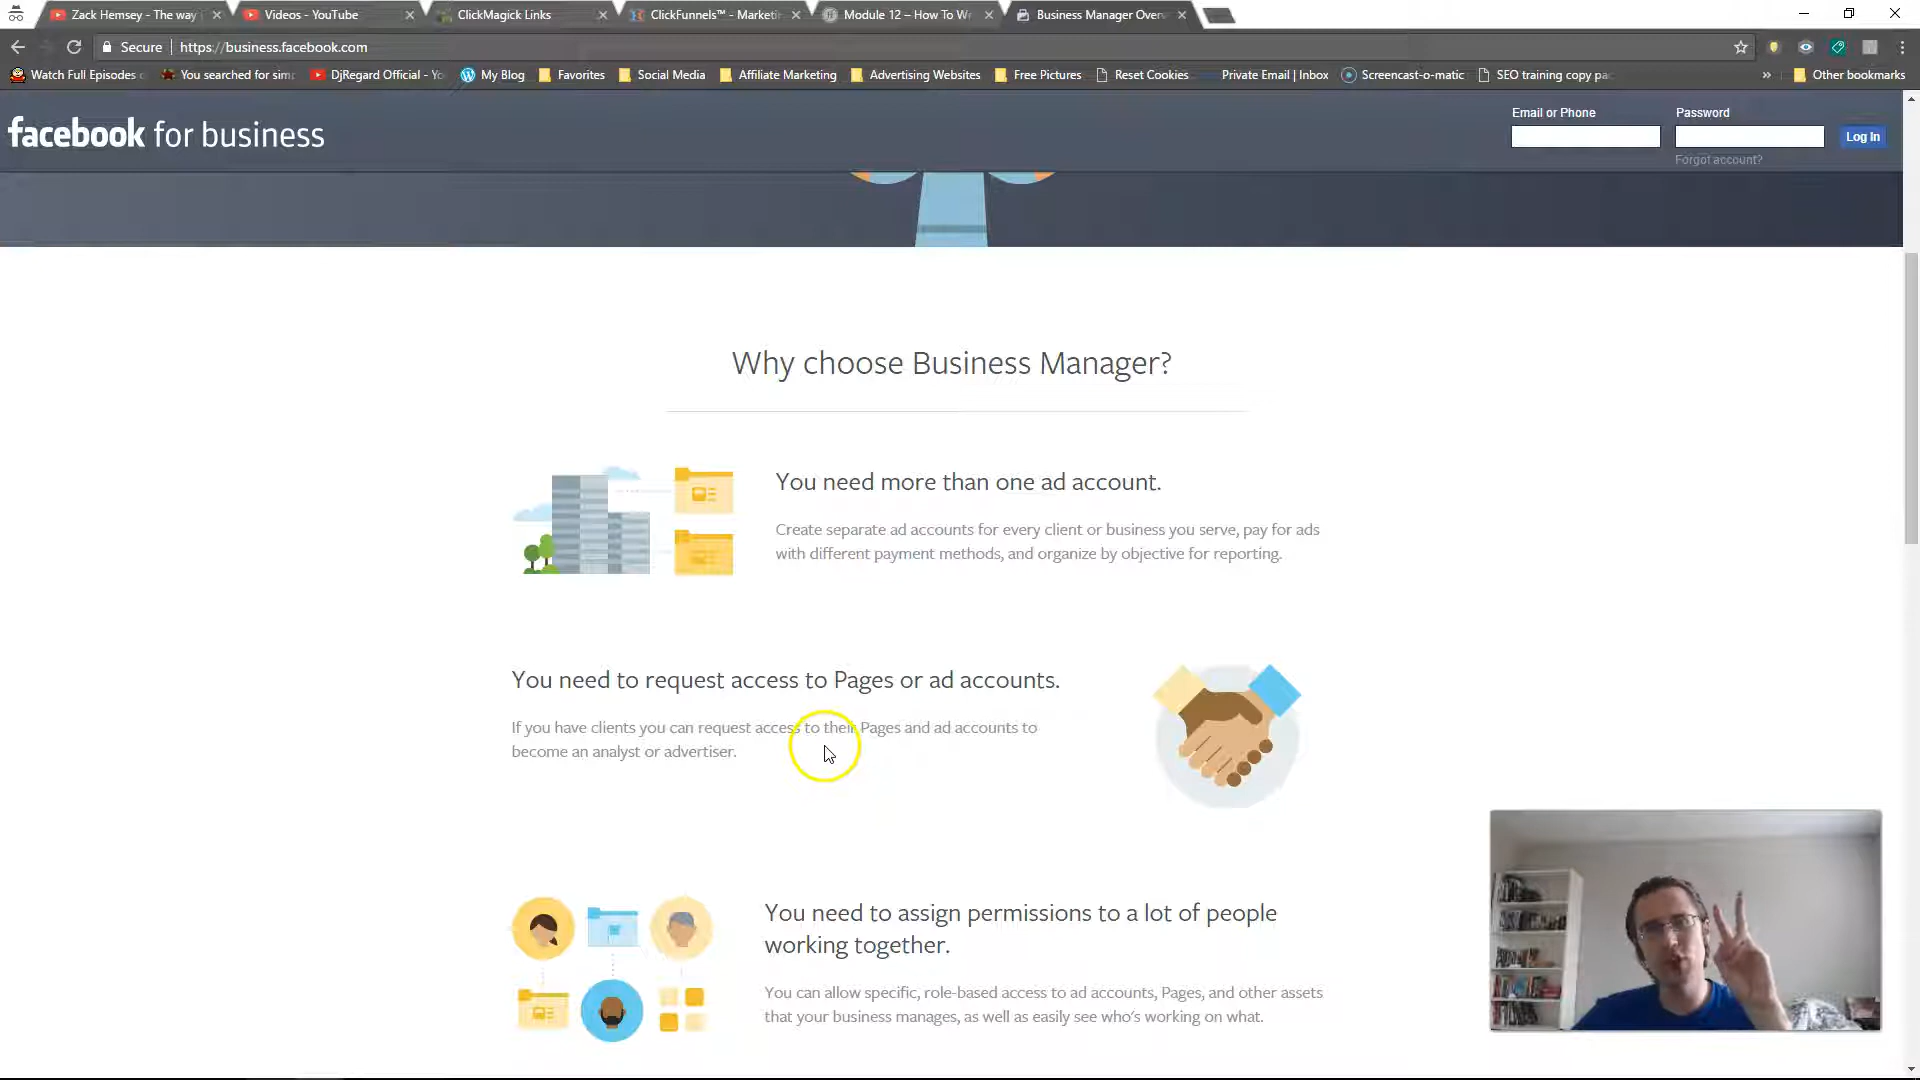 Zack Hemsey - The way
Videos - YouTube
ClickMagick Links
ClickFunnels™ - Marketi
Module 12 – How To Wr
Business Manager Over
Secure
https://business.facebook.com
Watch Full Episodes
You searched for sim
DjRegard Official - Yo
My Blog
Favorites
Social Media
Affiliate Marketing
Advertising Websites
Free Pictures
Reset Cookies
Private Email | Inbox
Screencast-o-matic
SEO training copy pa
»
Other bookmarks
facebook for business
Email or Phone
Password
Log In
Forgot account?
Why choose Business Manager?
You need more than one ad account.
Create separate ad accounts for every client or business you serve, pay for ads
with different payment methods, and organize by objective for reporting.
You need to request access to Pages or ad accounts.
If you have clients you can request access to their Pages and ad accounts to
become an analyst or advertiser.
You need to assign permissions to a lot of people
working together.
You can allow specific, role-based access to ad accounts, Pages, and other assets
that your business manages, as well as easily see who's working on what.